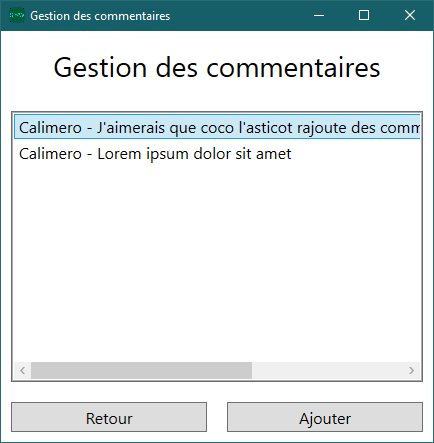 Gestion des commentaires
Gestion des commentaires
Calimero - J'aimerais que coco l'asticot rajoute des comm
Calimero - Lorem ipsum dolor sit amet
Retour
Ajouter